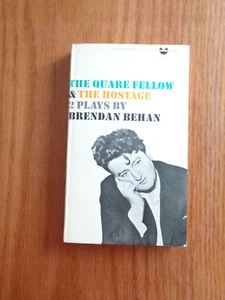 THE QUARE FELLOW
& THE HOSTAGE
2 PLAYS BY
BRENDAN BEHAN